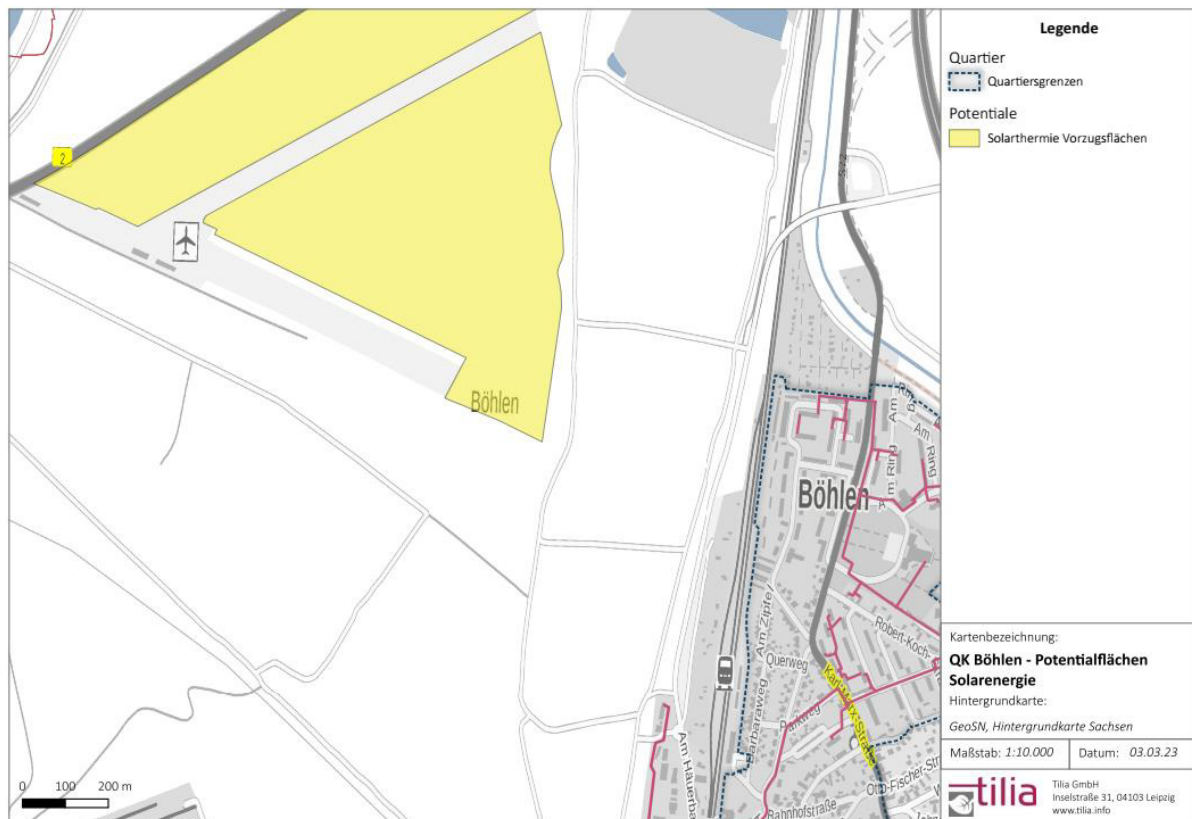 2
Böhlen
S 72
Am Ring
Am Ring
Am Ring
Böhlen
Am Zipfel
Querweg
Barbaraweg
Parkweg
Karl-Marx-Straße
Robert-Koch-
Am Häuerba
Otto-Fischer-Str
Bahnhofstraße
0 100 200 m
Legende
Quartier
Quartiersgrenzen
Potentiale
Solarthermie Vorzugsflächen
Kartenbezeichnung:
QK Böhlen - Potentialflächen
Solarenergie
Hintergrundkarte:
GeoSN, Hintergrundkarte Sachsen
Maßstab: 1:10.000 Datum: 03.03.23
tilia
Tilia GmbH
Inselstraße 31, 04103 Leipzig
www.tilia.info